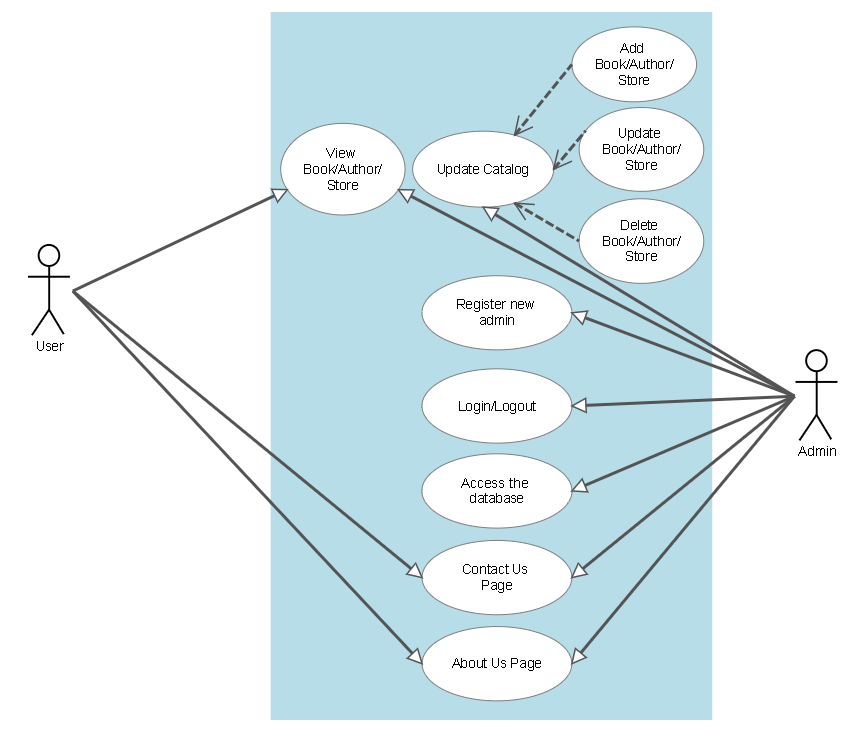 Add
Book/Author/
Store
View
Book/Author/
Store
Update Catalog
Update
Book/Author/
Store
Delete
Book/Author/
Store
Register new
admin
User
Login/Logout
Admin
Access the
database
Contact Us
Page
About Us Page